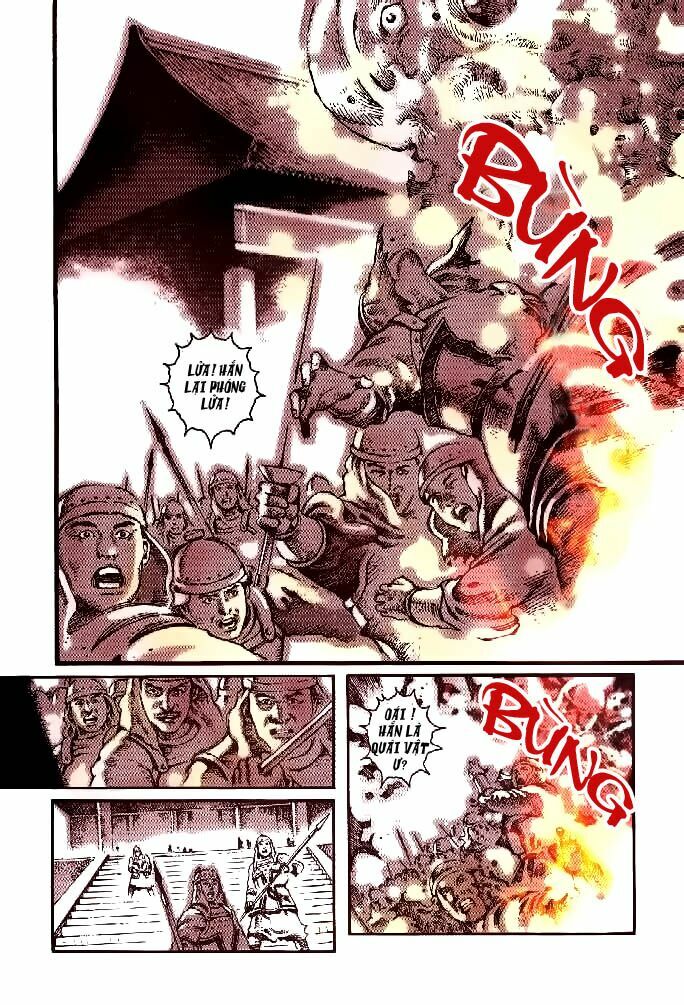 BÙNG
LỬA! HẮN
LẠI PHÓNG
LỬA!
OÁI!
HẮN LÀ
QUÁI VẬT
Ư?
BÙNG